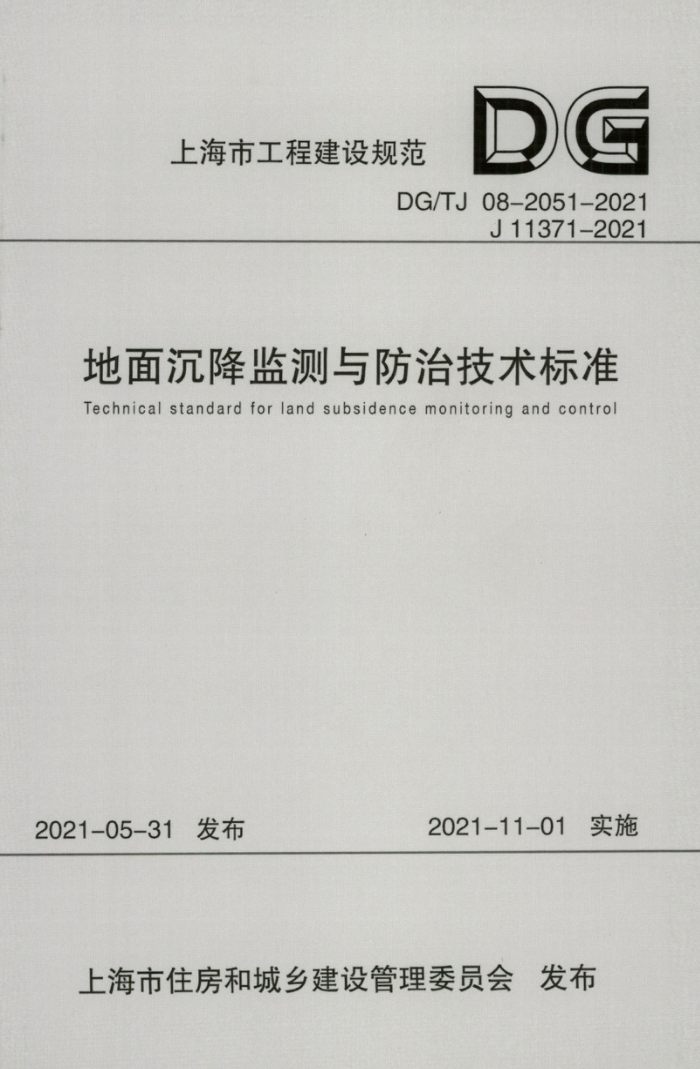 上海市工程建设规范
DG
DG/TJ 08-2051-2021
J 11371-2021
地面沉降监测与防治技术标准
Technical standard for land subsidence monitoring and control
2021-05-31 发布
2021-11-01 实施
上海市住房和城乡建设管理委员会 发布